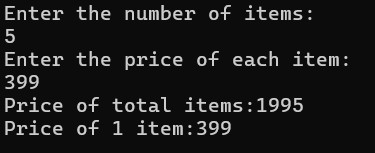 Enter the number of items:
5
Enter the price of each item:
399
Price of total items:1995
Price of 1 item:399